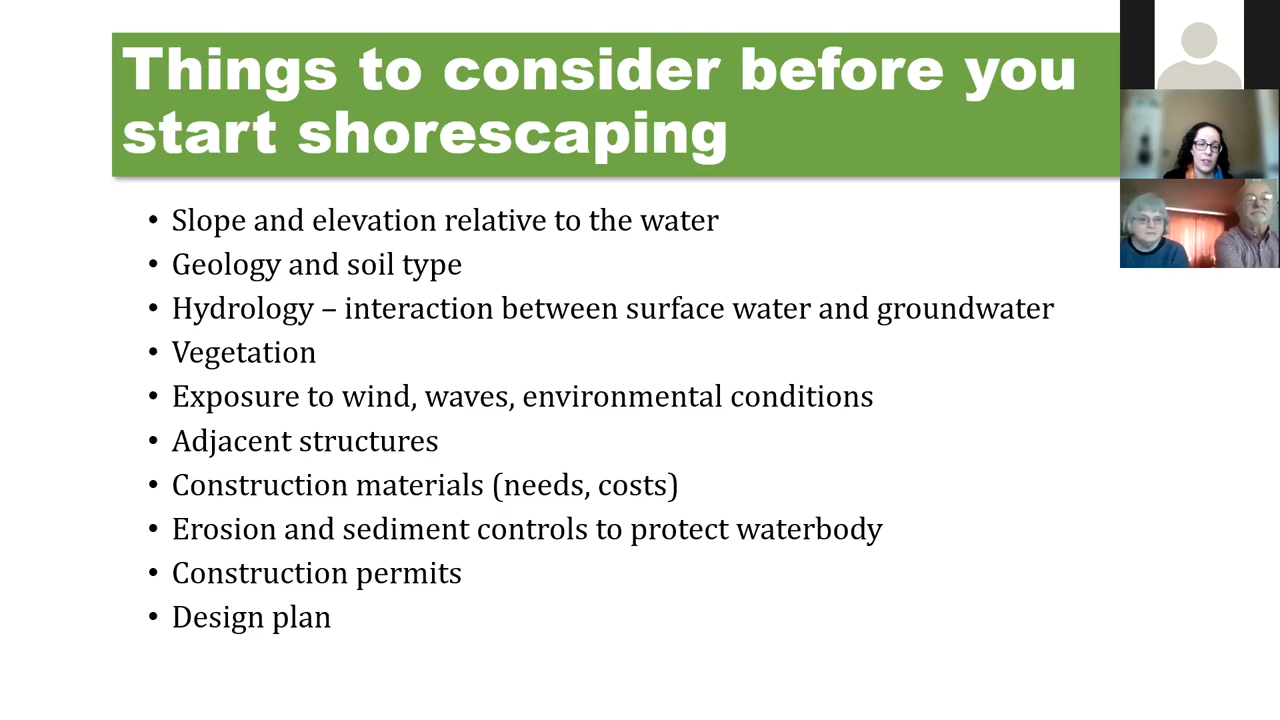 Things to consider before you
start shorescaping
• Slope and elevation relative to the water
• Geology and soil type
• Hydrology – interaction between surface water and groundwater
• Vegetation
• Exposure to wind, waves, environmental conditions
• Adjacent structures
• Construction materials (needs, costs)
• Erosion and sediment controls to protect waterbody
• Construction permits
• Design plan